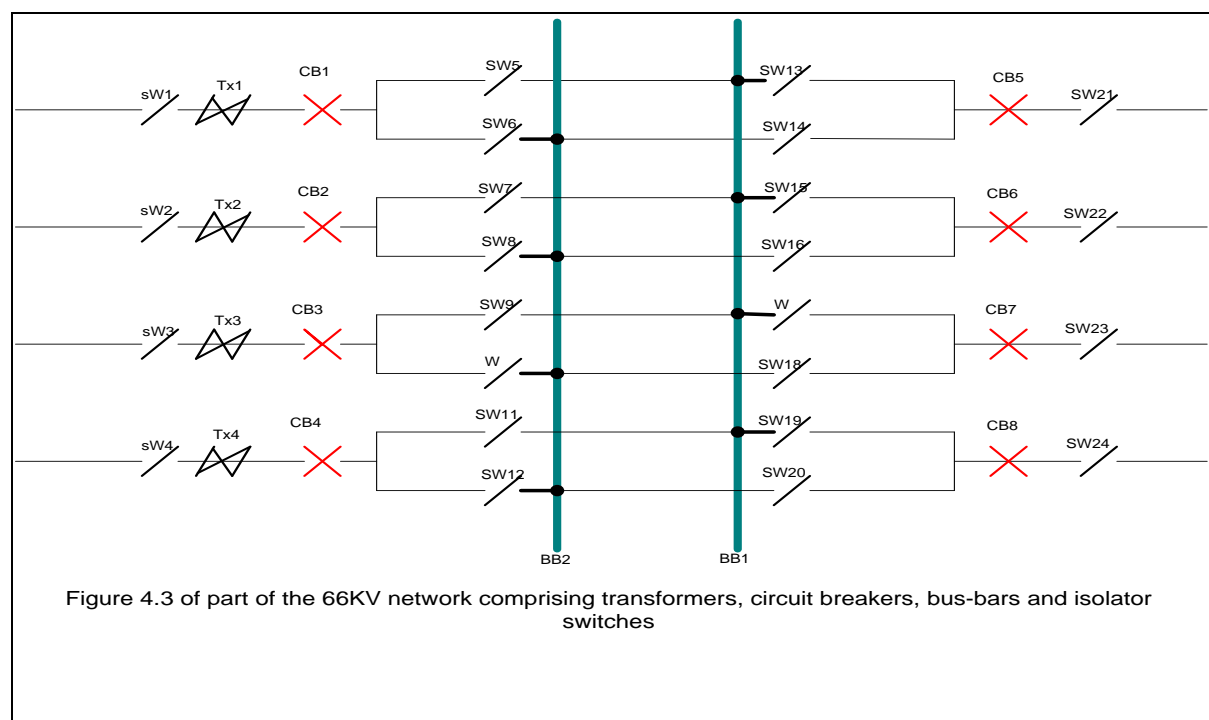 SW5
SW13
CB1
CB5
Tx1
sW1
SW21
SW6
SW14
SW7
SW15
CB2
CB6
Tx2
sW2
SW22
SW8
SW16
SW9
W
CB3
CB7
Tx3
sW3
SW23
W
SW18
SW11
SW19
CB4
CB8
Tx4
sW4
SW24
SW12
SW20
BB2
BB1
Figure 4.3 of part of the 66KV network comprising transformers, circuit breakers, bus-bars and isolator
switches